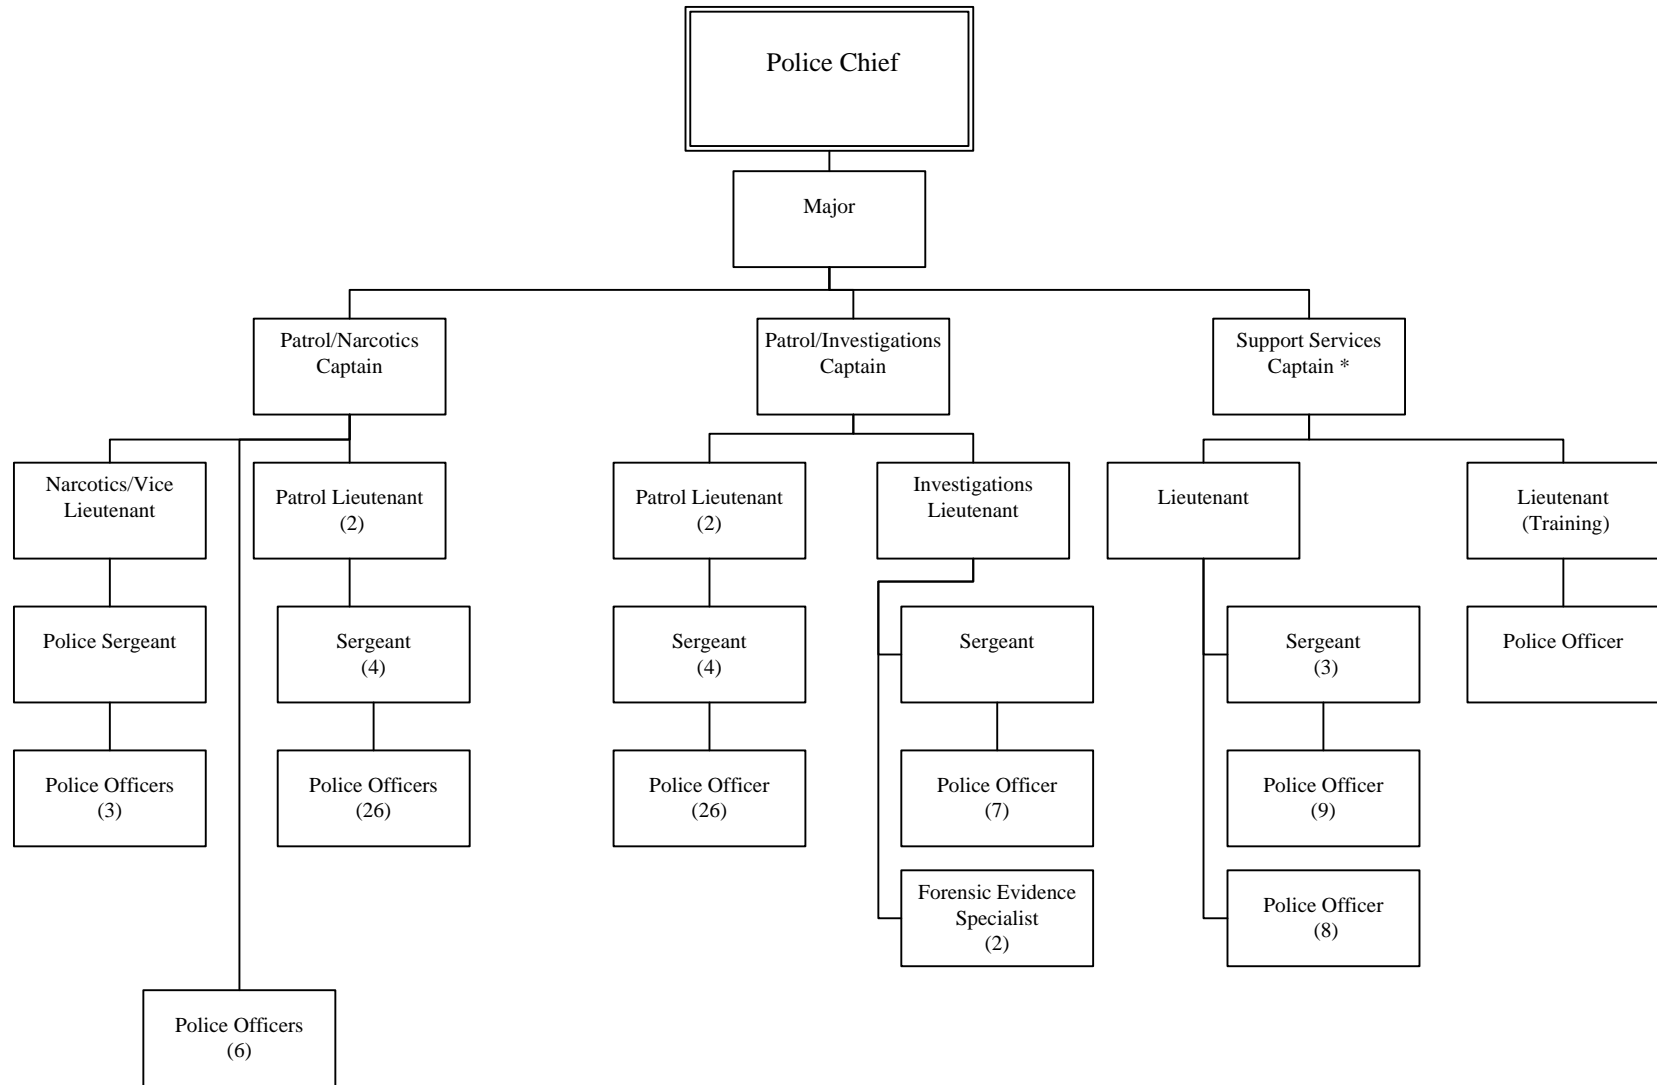 Police Chief
Major
Patrol/Narcotics
Captain
Patrol/Investigations
Captain
Support Services
Captain *
Narcotics/Vice
Lieutenant
Patrol Lieutenant
(2)
Patrol Lieutenant
(2)
Investigations
Lieutenant
Lieutenant
Lieutenant
(Training)
Police Sergeant
Sergeant
(4)
Sergeant
(4)
Sergeant
Sergeant
(3)
Police Officer
Police Officers
(3)
Police Officers
(26)
Police Officer
(26)
Police Officer
(7)
Police Officer
(9)
Forensic Evidence
Specialist
(2)
Police Officer
(8)
Police Officers
(6)